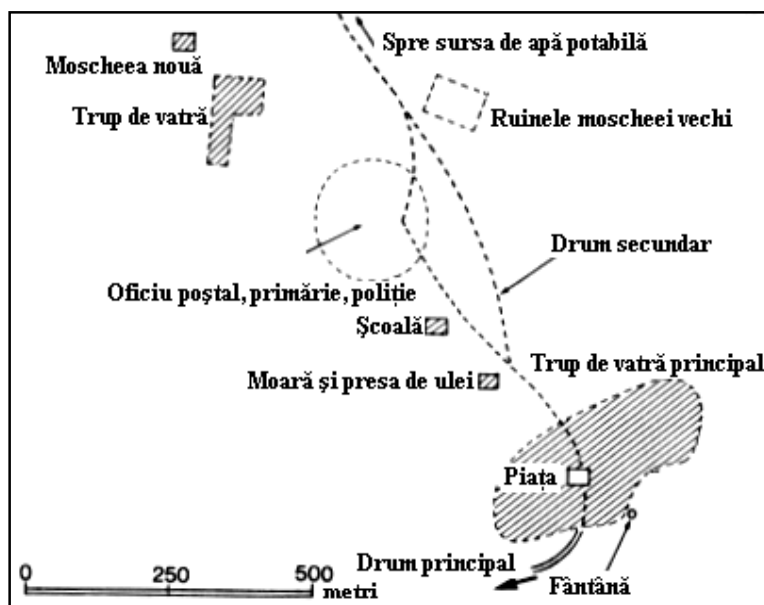 Spre sursa de apă potabilă
Moscheea nouă
Trup de vatră
Ruinele moscheei vechi
Drum secundar
Oficiu poştal, primărie, poliţie
Şcoală
Trup de vatră principal
Moară şi presa de ulei
Piaţa
Drum principal
Fântână
0 250 500
metri